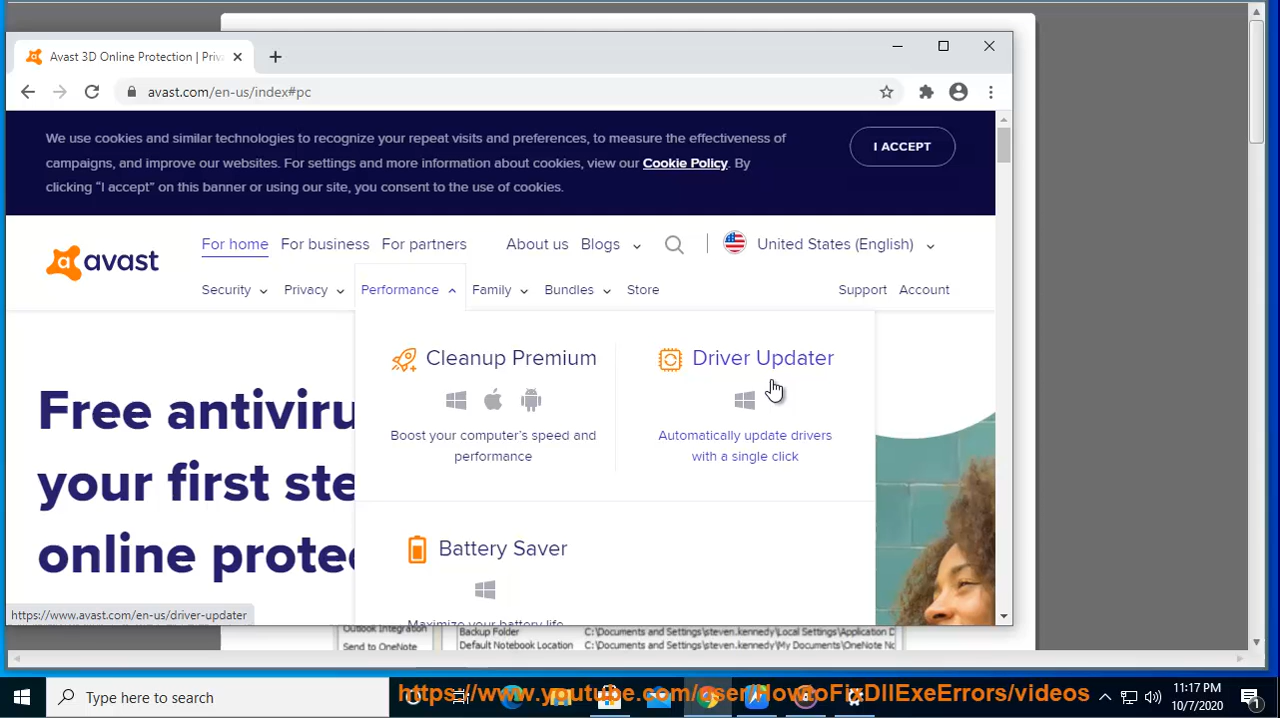 Avast 3D Online Protection | Priv
avast.com/en-us/index#pc
We use cookies and similar technologies to recognize your repeat visits and preferences, to measure the effectiveness of
campaigns, and improve our websites. For settings and more information about cookies, view our Cookie Policy. By
clicking “I accept” on this banner or using our site, you consent to the use of cookies.
I ACCEPT
avast
For home For business For partners About us Blogs United States (English)
Security Privacy Performance Family Bundles Store Support Account
Cleanup Premium
Boost your computer’s speed and
performance
Driver Updater
Automatically update drivers
with a single click
Battery Saver
Maximize your battery life
Free antiviru
your first ste
online prote
https://www.avast.com/en-us/driver-updater
Outlook Integration
Send to OneNote
Backup Folder C:\Documents and Settings\steven.kennedy\Local Settings\Application D
Default Notebook Location C:\Documents and Settings\steven.kennedy\My Documents\OneNote No
Type here to search
https://www.youtube.com/user/HowtoFixDllExeErrors/videos
11:17 PM
10/7/2020
1